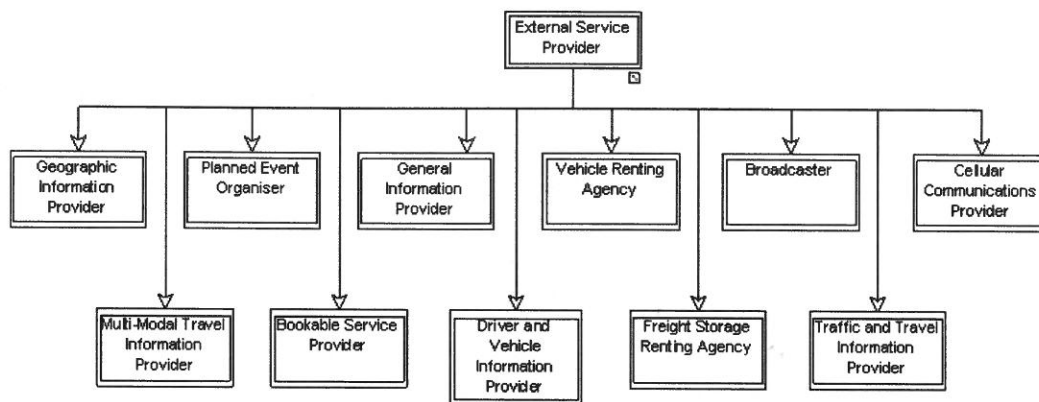 External Service
Provider
Geographic
Information
Provider
Planned Event
Organiser
General
Information
Provider
Vehicle Renting
Agency
Broadcaster
Cellular
Communications
Provider
Multi-Modal Travel
Information
Provider
Bookable Service
Provider
Driver and
Vehicle
Information
Provider
Freight Storage
Renting Agency
Traffic and Travel
Information
Provider